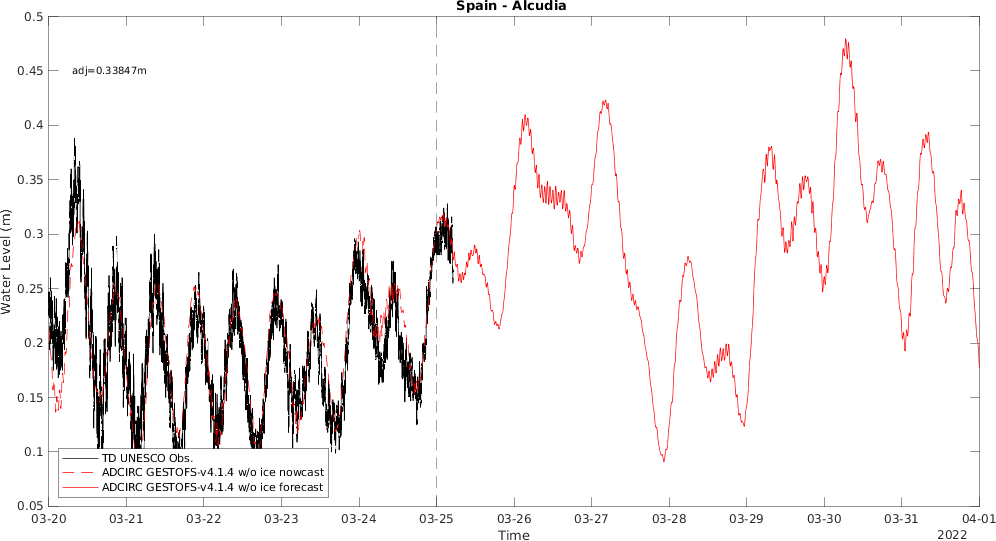 Spain - Alcudia
adj=0.33847m
Water Level (m)
0.5
0.45
0.4
0.35
0.3
0.25
0.2
0.15
0.1
0.05
TD UNESCO Obs.
ADCIRC GESTOFS-v4.1.4 w/o ice nowcast
ADCIRC GESTOFS-v4.1.4 w/o ice forecast
03-20 03-21 03-22 03-23 03-24 03-25 03-26 03-27 03-28 03-29 03-30 03-31 04-01
Time
2022